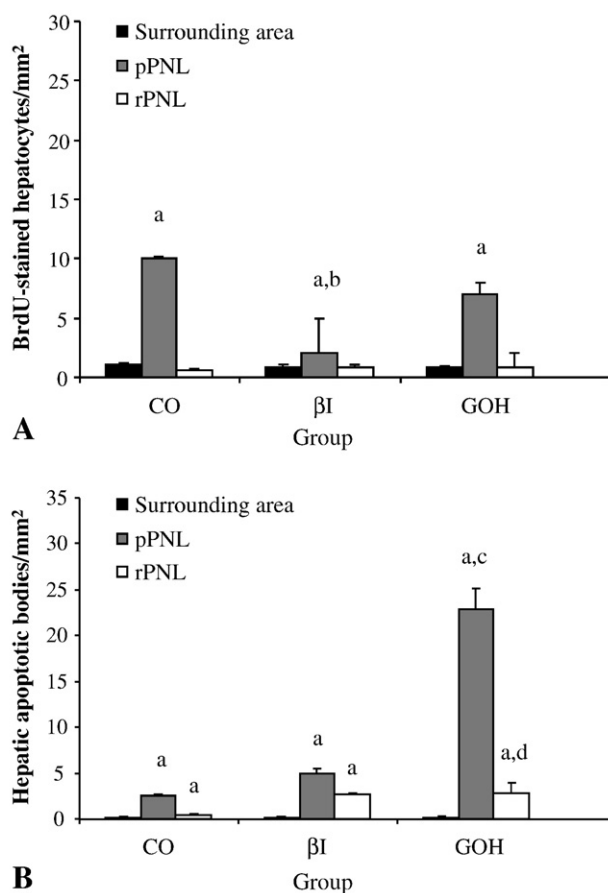 30
25
20
15
10
5
0
BrdU-stained hepatocytes/mm²
Surrounding area
pPNL
rPNL
a
a,b
a
CO βI GOH
Group
A
35
30
25
20
15
10
5
0
Hepatic apoptotic bodies/mm²
Surrounding area
pPNL
rPNL
a a
a a
a,c
a,d
CO βI GOH
Group
B